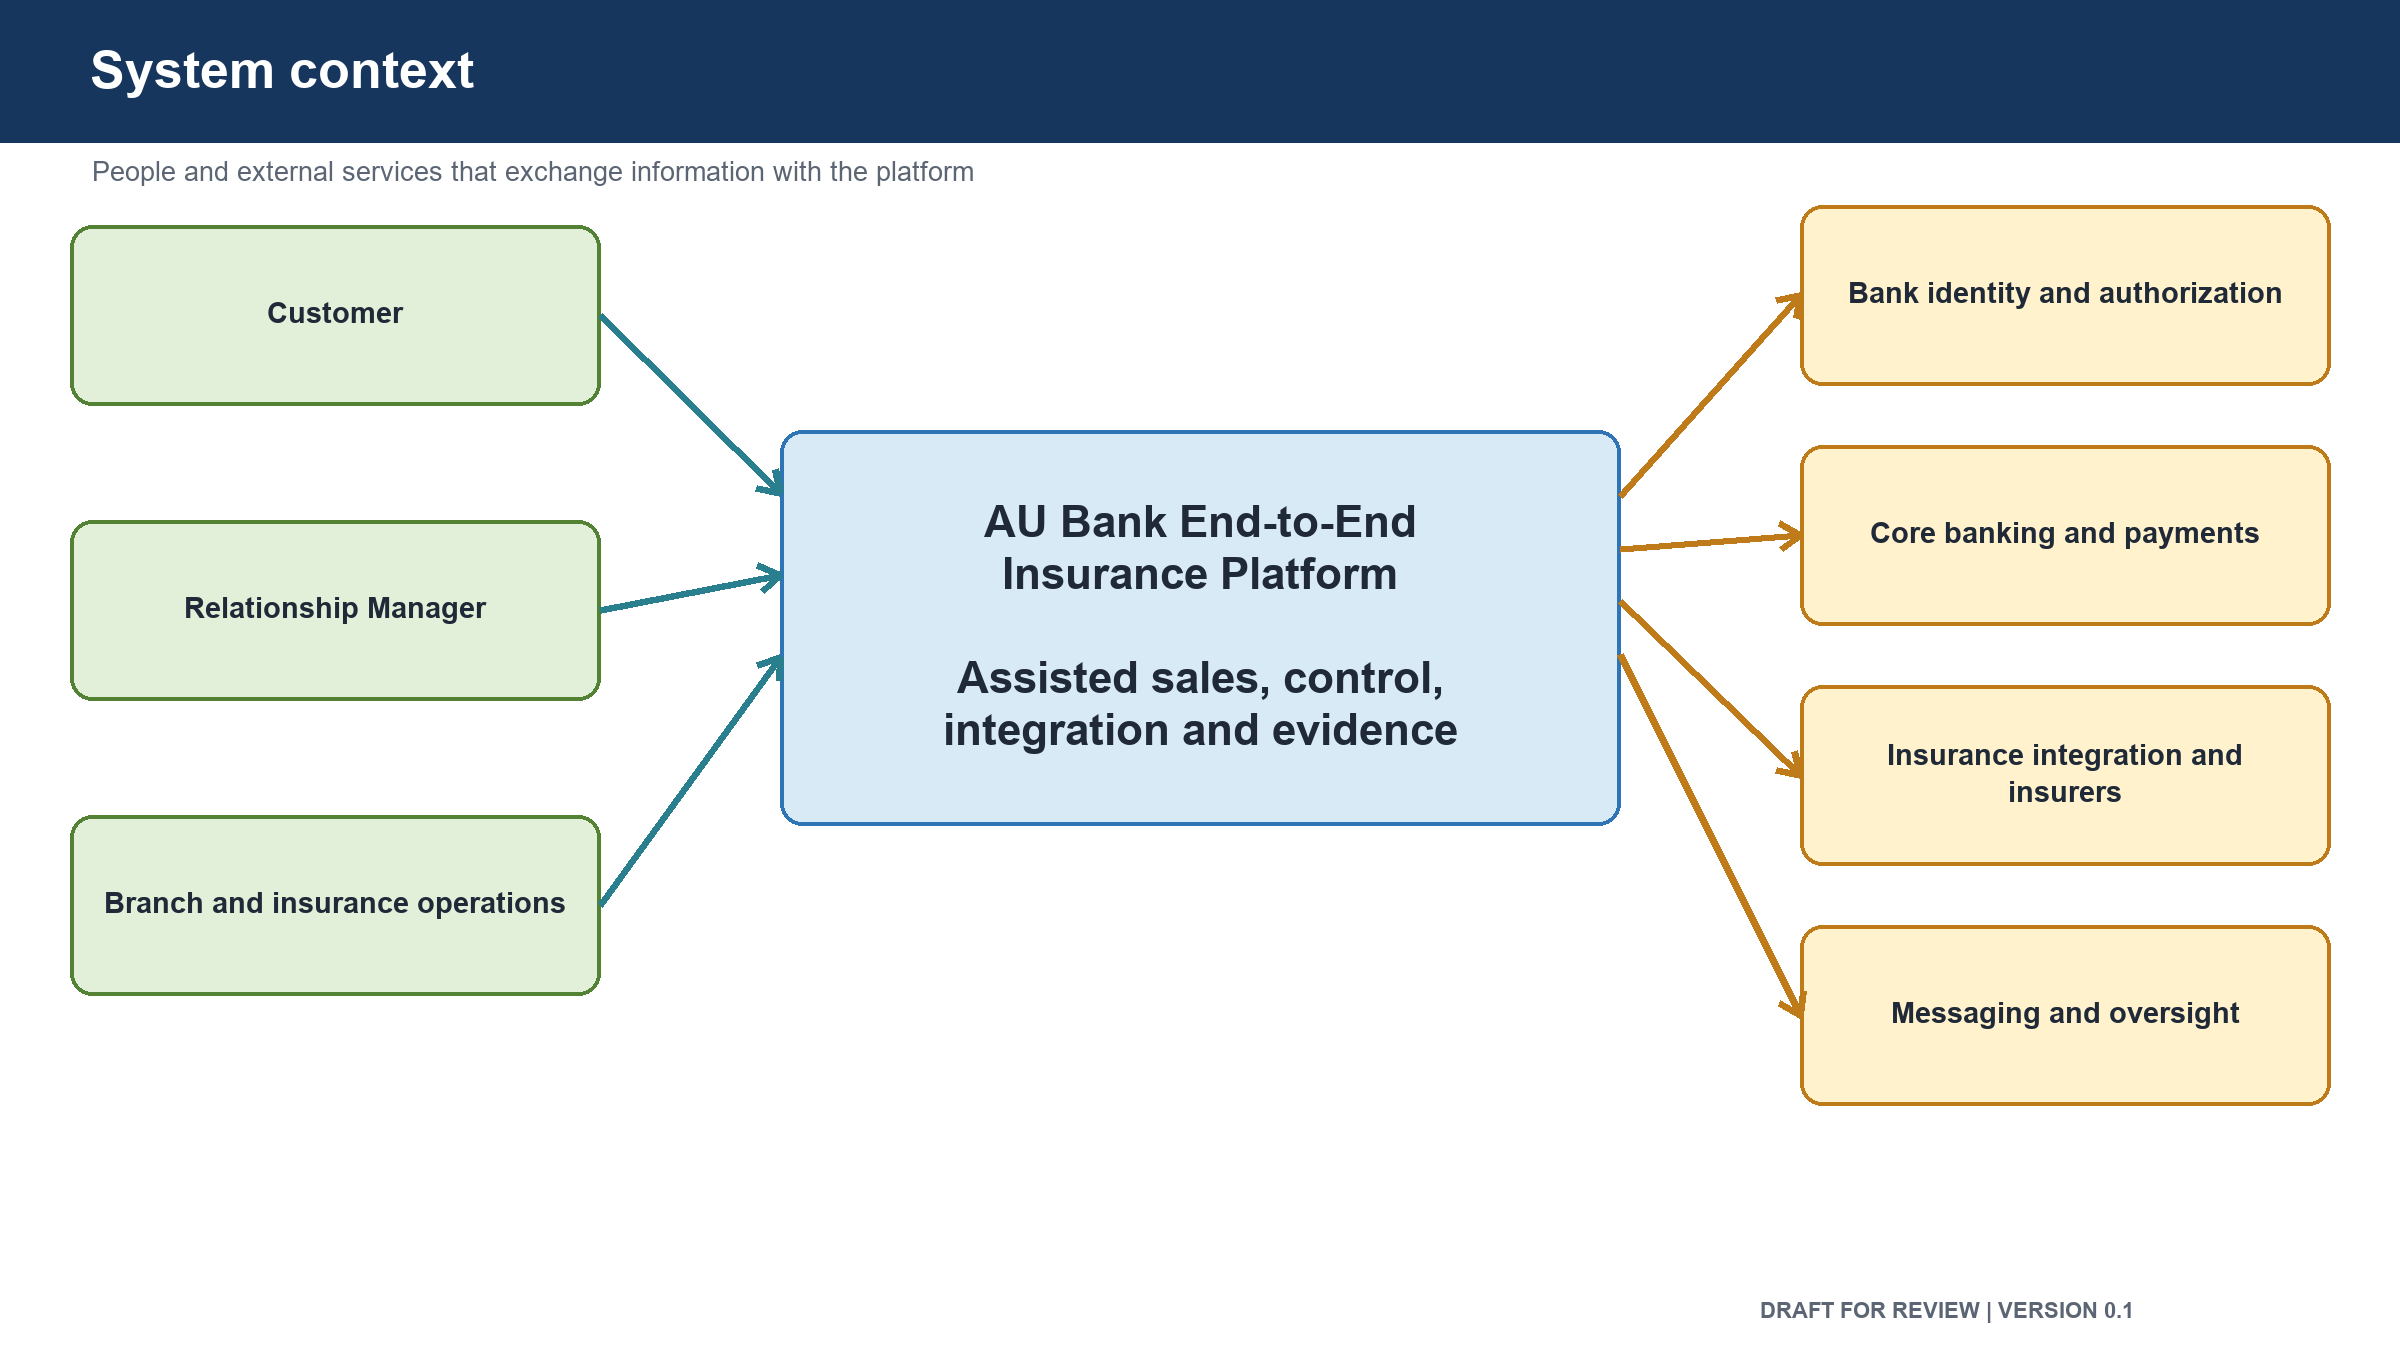 System context
People and external services that exchange information with the platform
Customer
Relationship Manager
Branch and insurance operations
AU Bank End-to-End
Insurance Platform
Assisted sales, control,
integration and evidence
Bank identity and authorization
Core banking and payments
Insurance integration and
insurers
Messaging and oversight
DRAFT FOR REVIEW | VERSION 0.1